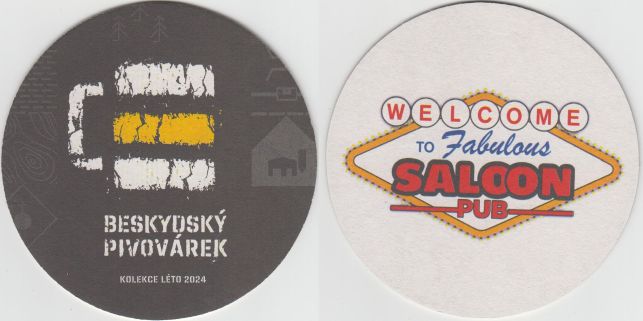 BESKYDSKÝ
PIVOVÁREK
KOLEKCE LÉTO 2024
WELCOME
TO Fabulous
SALOON
PUB